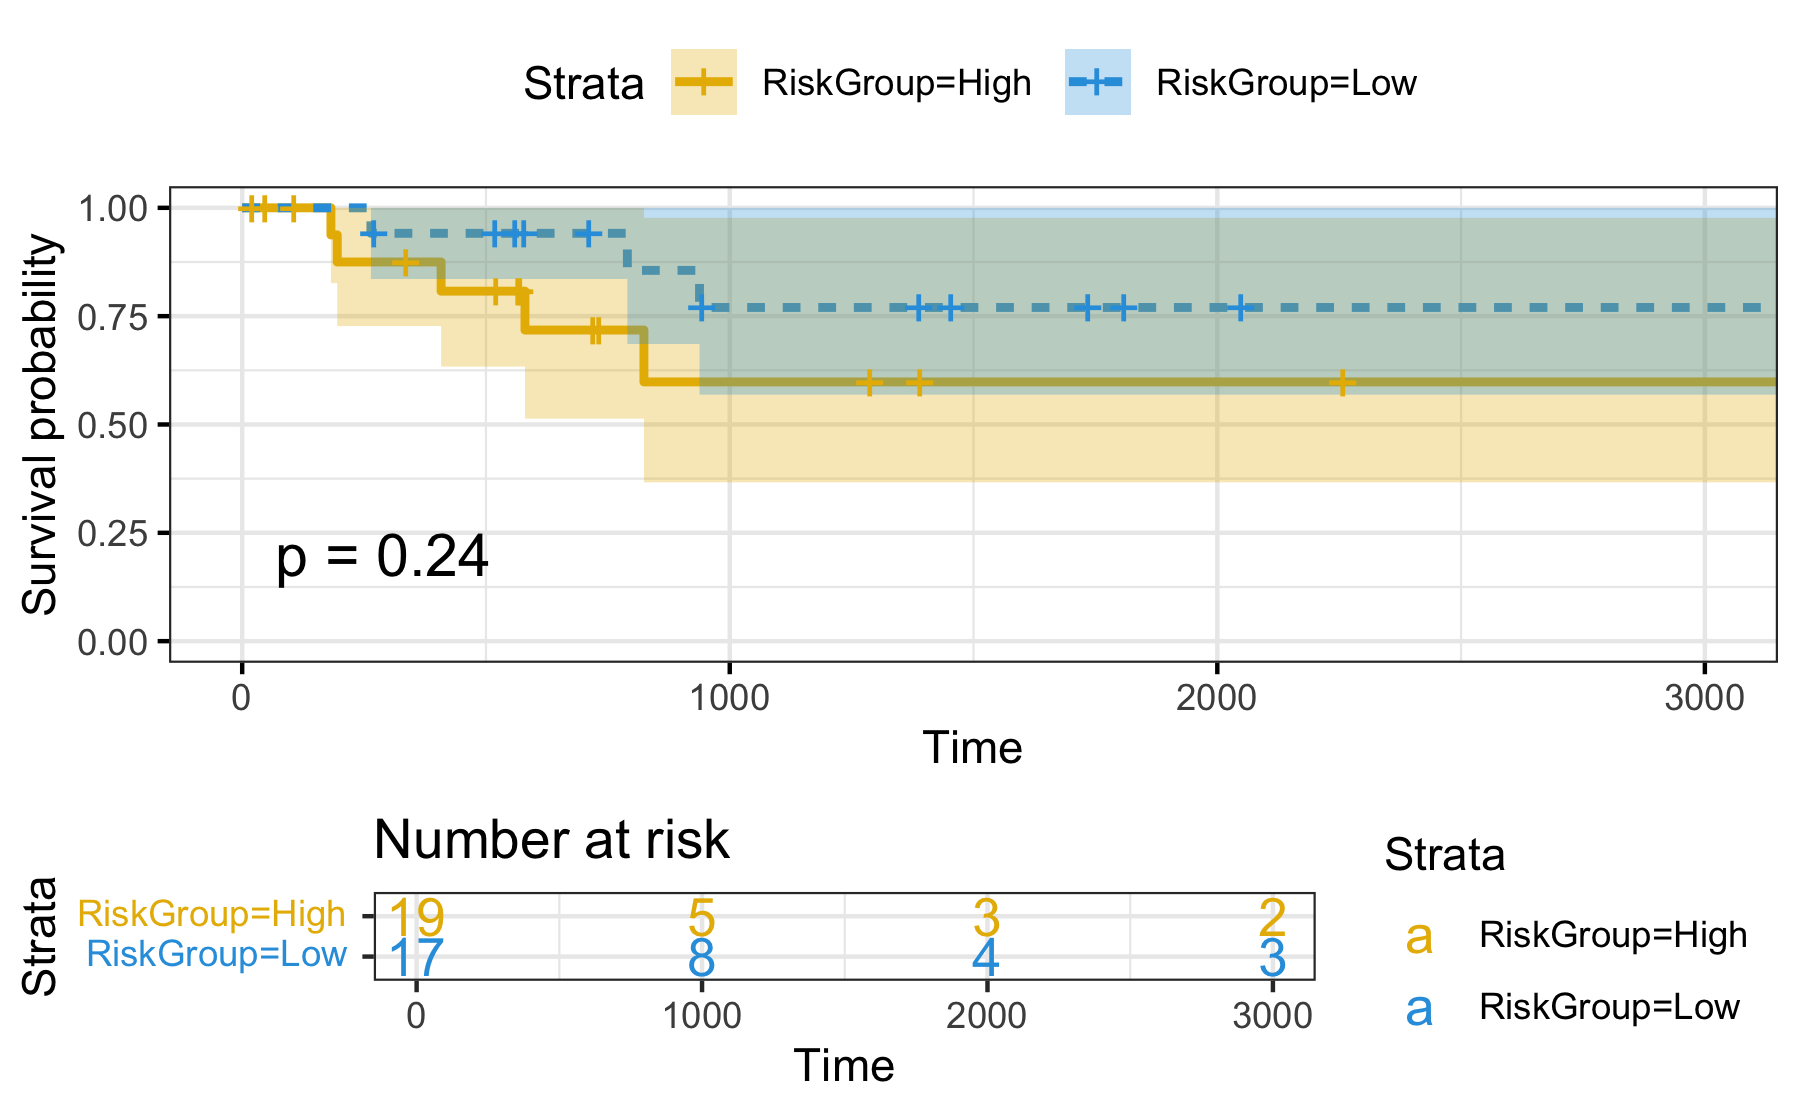 Strata RiskGroup=High RiskGroup=Low
Survival probability
1.00
0.75
0.50
0.25
0.00
p = 0.24
0 1000 2000 3000
Time
Number at risk
Strata
RiskGroup=High 19 5 3 2
RiskGroup=Low 17 8 4 3
0 1000 2000 3000
Time
Strata
a RiskGroup=High
a RiskGroup=Low